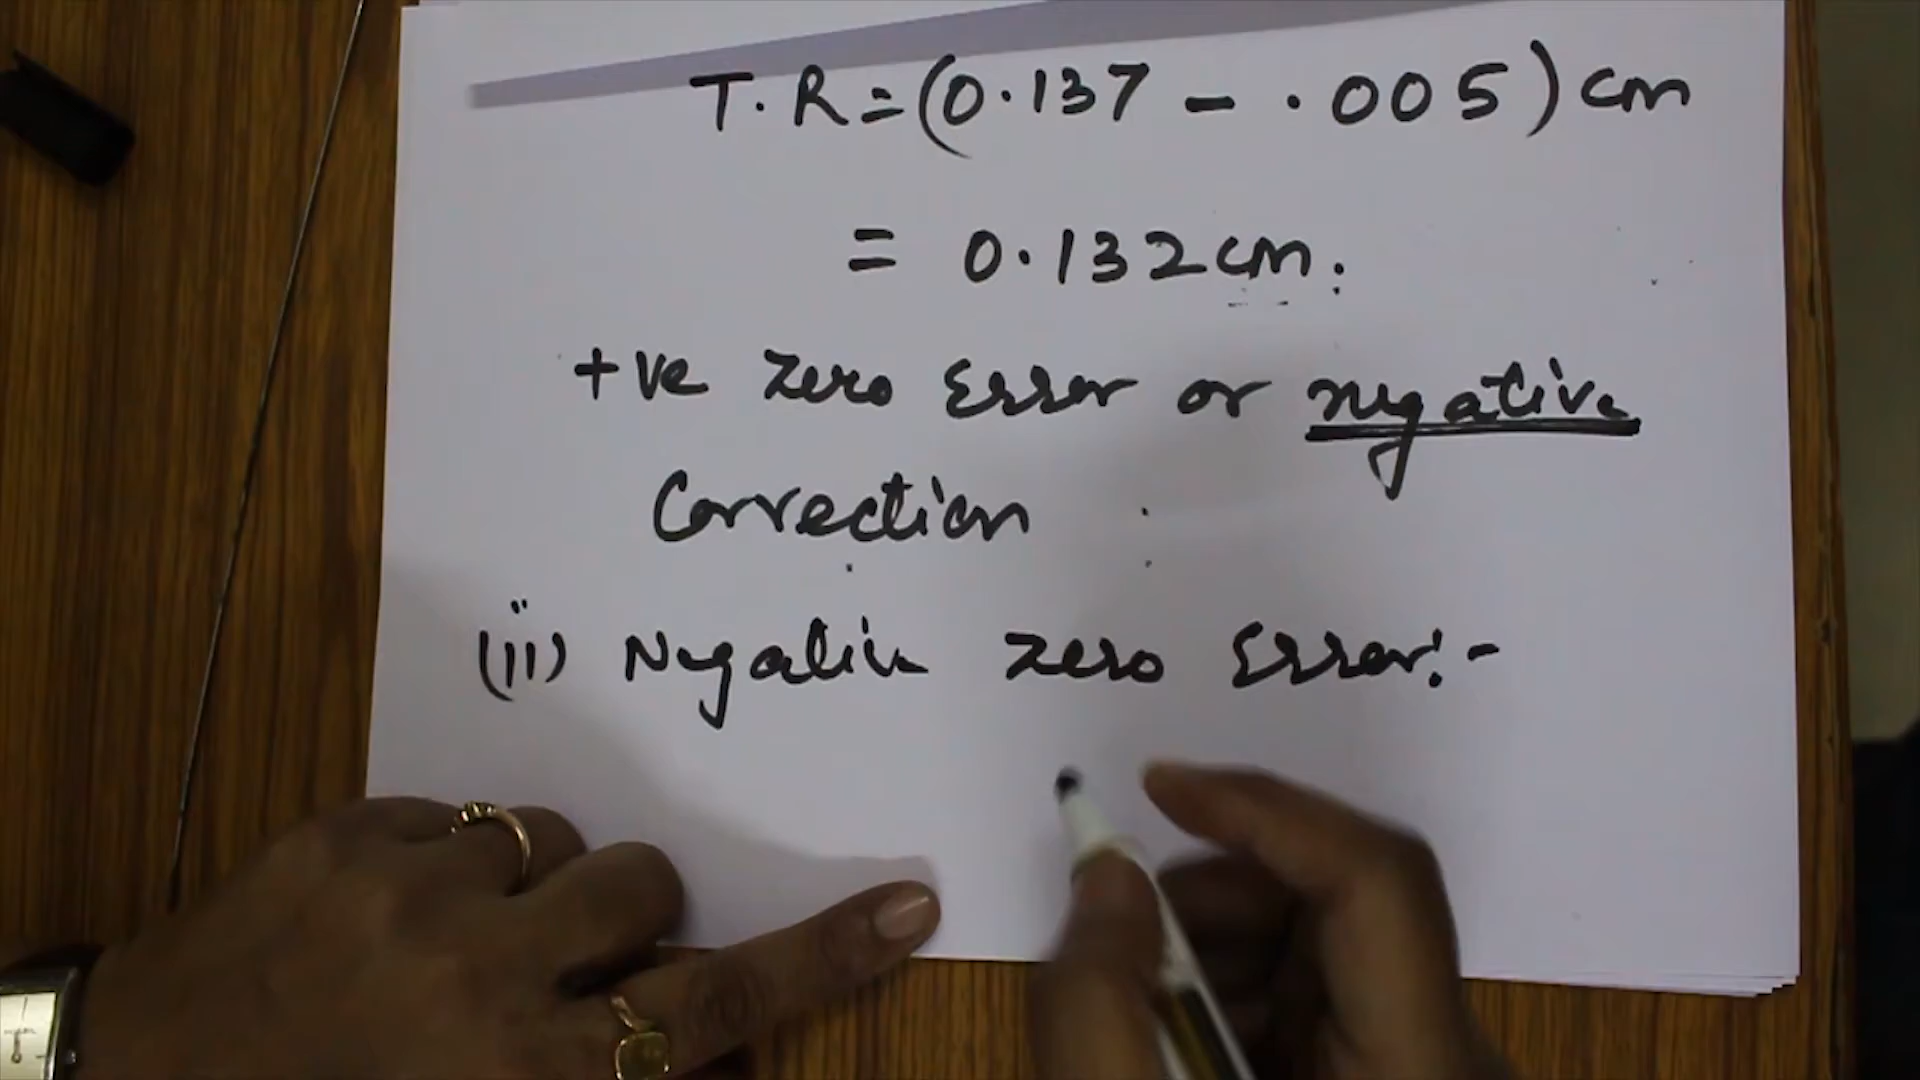 T.R = (0.137 - .005) cm
= 0.132 cm.
+ve zero Error or negative
Correction
(ii) Negative zero Error:-